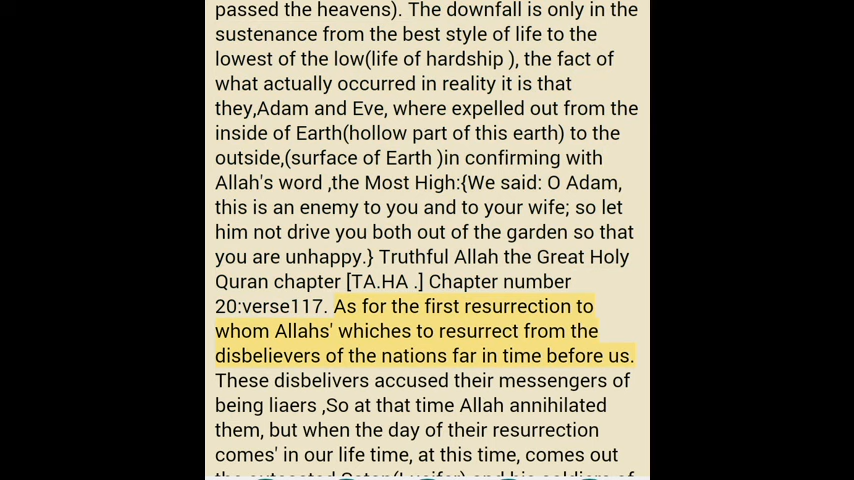 passed the heavens). The downfall is only in the
sustenance from the best style of life to the
lowest of the low(life of hardship ), the fact of
what actually occurred in reality it is that
they,Adam and Eve, where expelled out from the
inside of Earth(hollow part of this earth) to the
outside,(surface of Earth )in confirming with
Allah's word ,the Most High:{We said: O Adam,
this is an enemy to you and to your wife; so let
him not drive you both out of the garden so that
you are unhappy.} Truthful Allah the Great Holy
Quran chapter [TA.HA .] Chapter number
20:verse117. As for the first resurrection to
whom Allahs' whiches to resurrect from the
disbelievers of the nations far in time before us.
These disbelivers accused their messengers of
being liaers ,So at that time Allah annihilated
them, but when the day of their resurrection
comes' in our life time, at this time, comes out